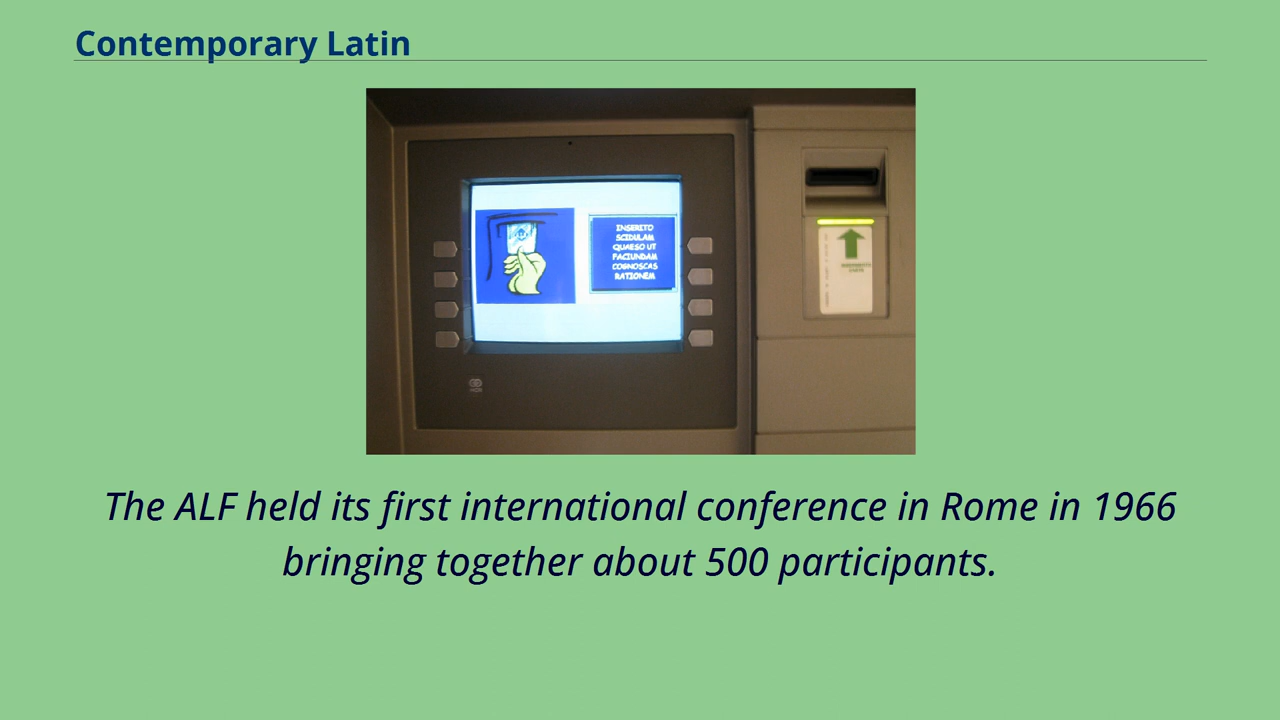 Contemporary Latin
INSERITO
SCIDULAM
QUAESO UT
FACIUNDAM
COGNOSCAS
RATIONEM
The ALF held its first international conference in Rome in 1966
bringing together about 500 participants.